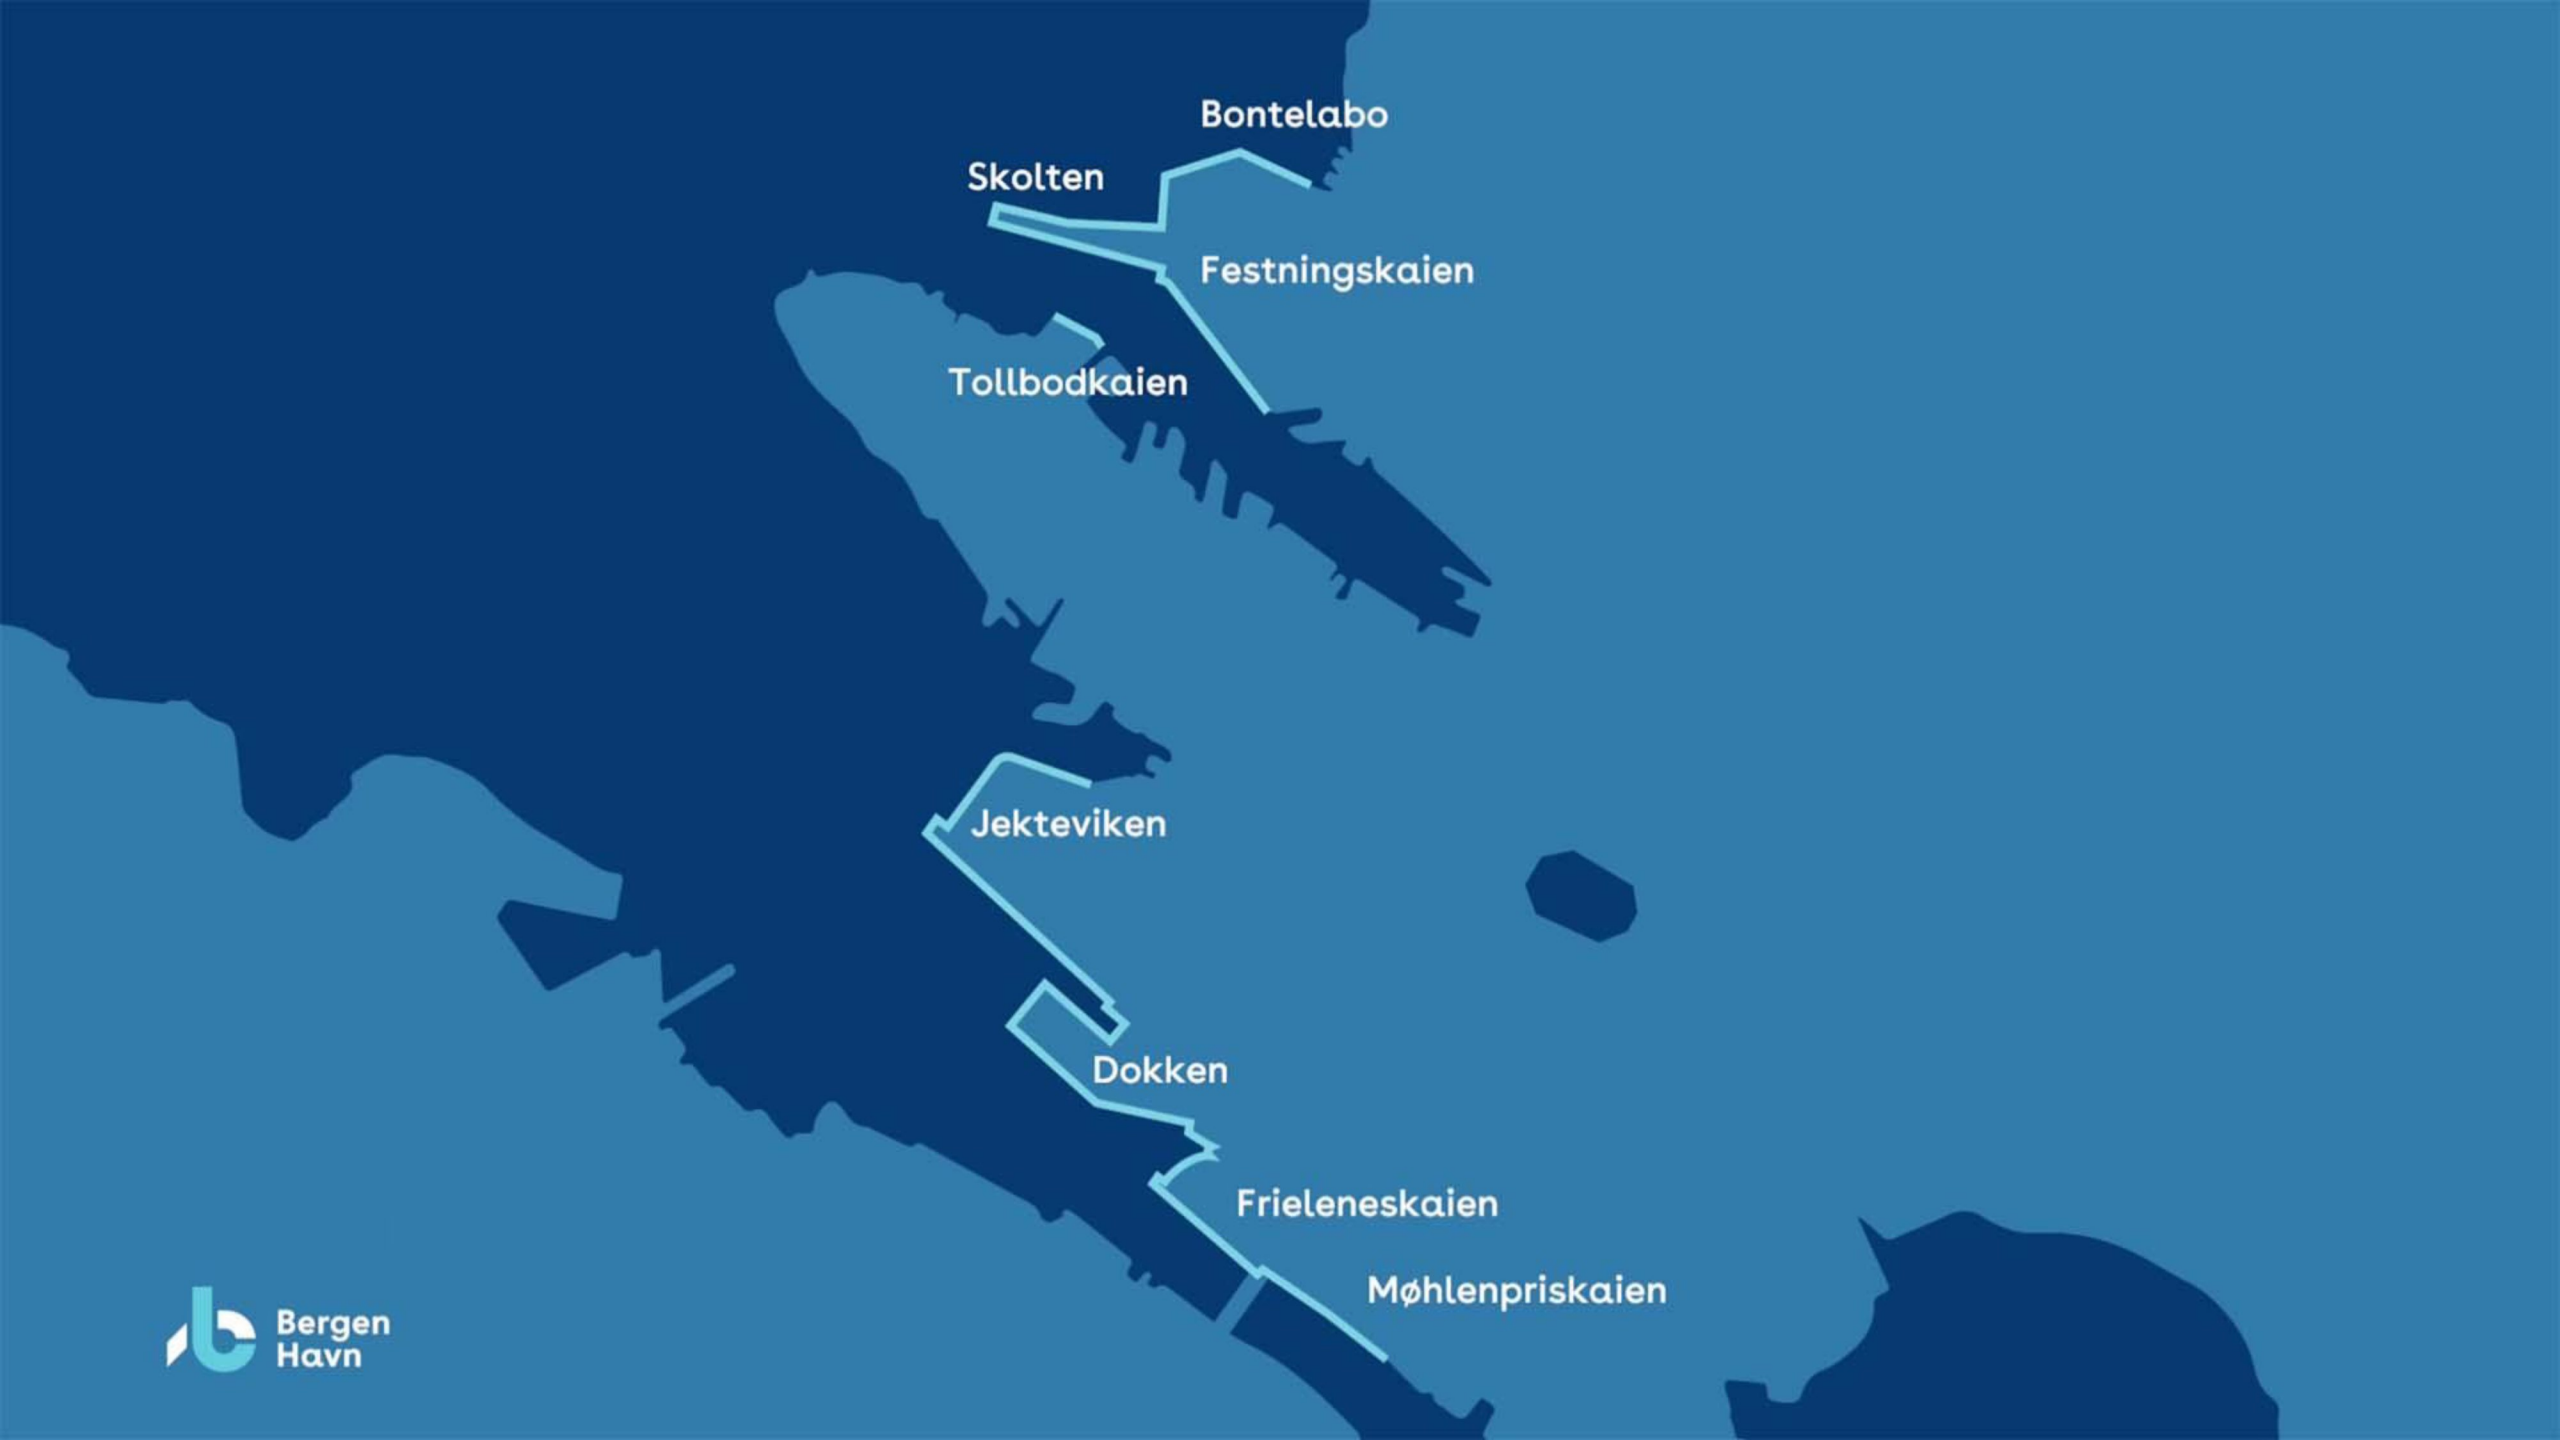 Bontelabo
Skolten
Festningskaien
Tollbodkaien
Jekteviken
Dokken
Frieleneskaien
Møhlenpriskaien
Bergen
Havn